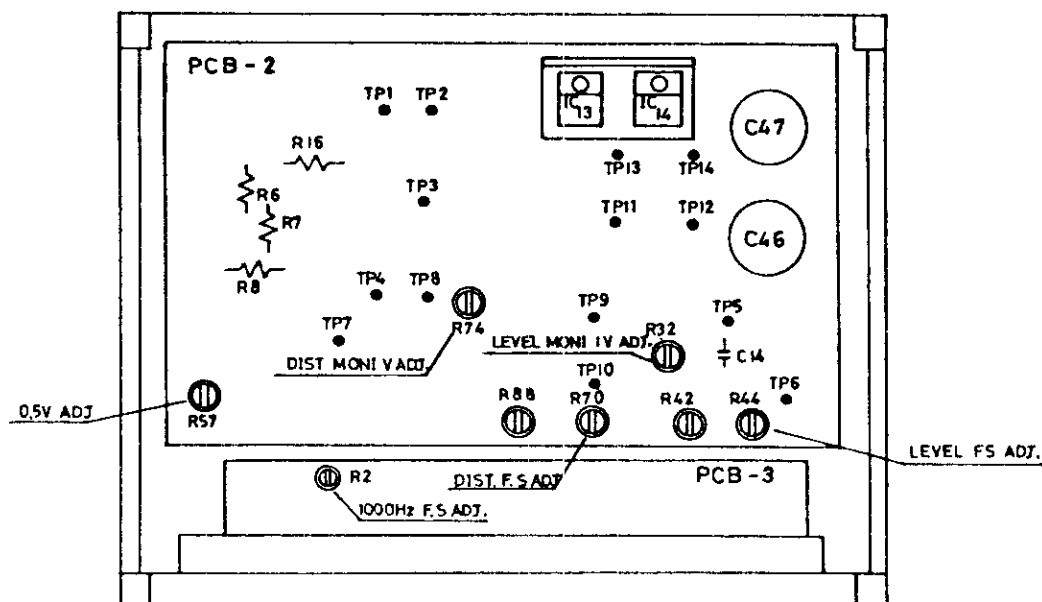 PCB-2
TP1 TP2
IC 13
IC 14
C47
R16
TP13 TP14
R6
TP3
R7
TP11 TP12
C46
R8
TP4 TP8
TP9
TP5
R74
R32
TP7
LEVEL MONI 1V ADJ.
C14
DIST MONI V ADJ.
TP10
TP6
R88 R70 R42 R44
0.5V ADJ
R57
LEVEL FS ADJ.
R2
DIST. F.S ADJ
PCB-3
1000Hz F.S ADJ.